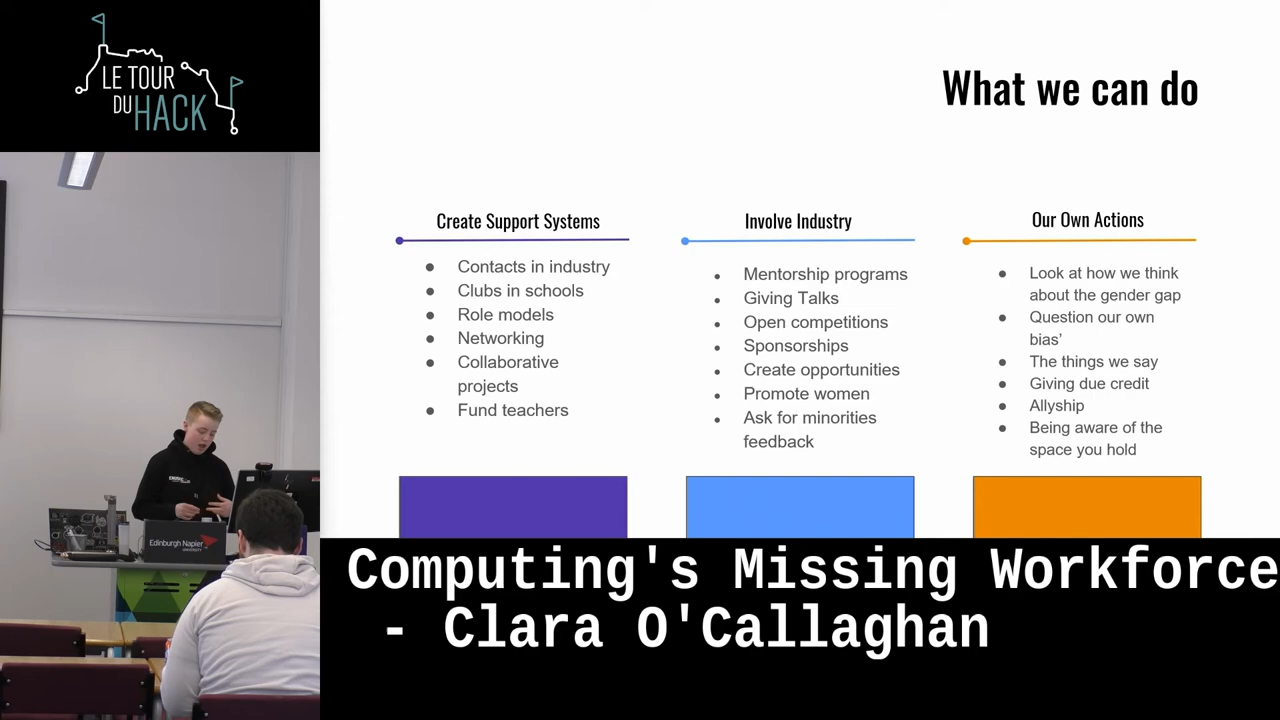 LE TOUR
DU HACK
What we can do
Create Support Systems
Contacts in industry
Clubs in schools
Role models
Networking
Collaborative
projects
Fund teachers
Involve Industry
Mentorship programs
Giving Talks
Open competitions
Sponsorships
Create opportunities
Promote women
Ask for minorities
feedback
Our Own Actions
Look at how we think
about the gender gap
Question our own
bias’
The things we say
Giving due credit
Allyship
Being aware of the
space you hold
Edinburgh Napier
UNIVERSITY
Computing's Missing Workforce
- Clara O'Callaghan